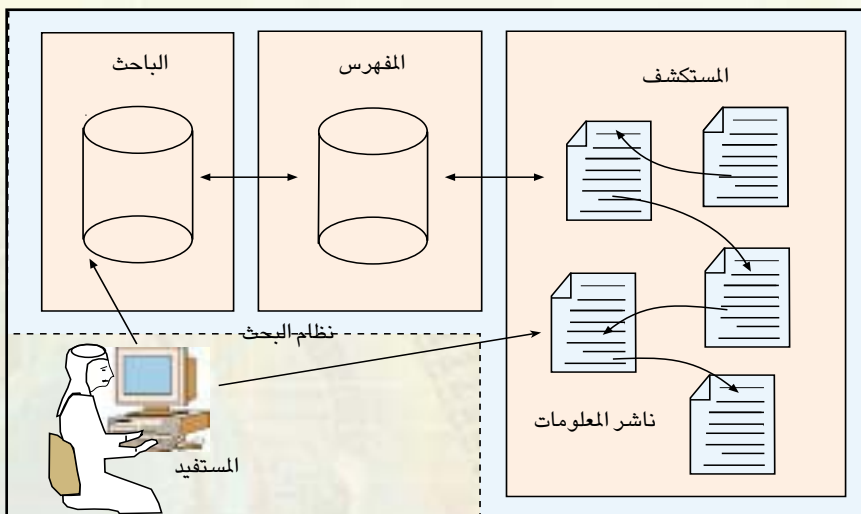 المستكشف
المفهرس
الباحث
نظام البحث
ناشر المعلومات
المستفيد